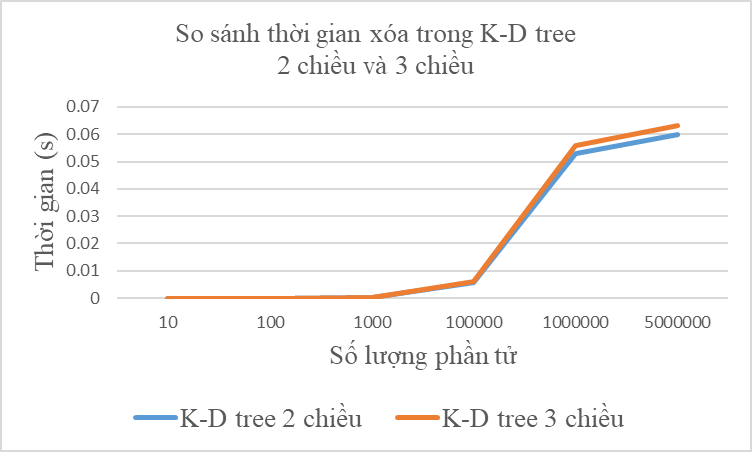 So sánh thời gian xóa trong K-D tree
2 chiều và 3 chiều
0.07
0.06
0.05
0.04
0.03
0.02
0.01
0
Thời gian (s)
10 100 1000 100000 1000000 5000000
Số lượng phần tử
K-D tree 2 chiều K-D tree 3 chiều